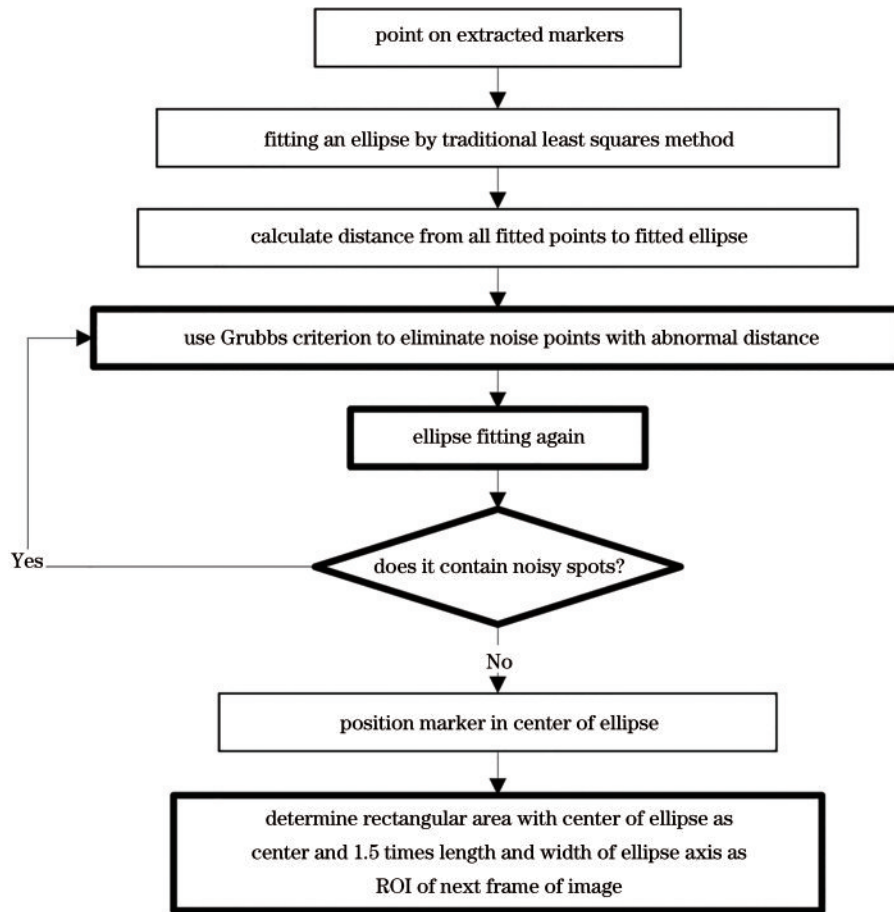 point on extracted markers
fitting an ellipse by traditional least squares method
calculate distance from all fitted points to fitted ellipse
use Grubbs criterion to eliminate noise points with abnormal distance
ellipse fitting again
does it contain noisy spots?
Yes
No
position marker in center of ellipse
determine rectangular area with center of ellipse as
center and 1.5 times length and width of ellipse axis as
ROI of next frame of image